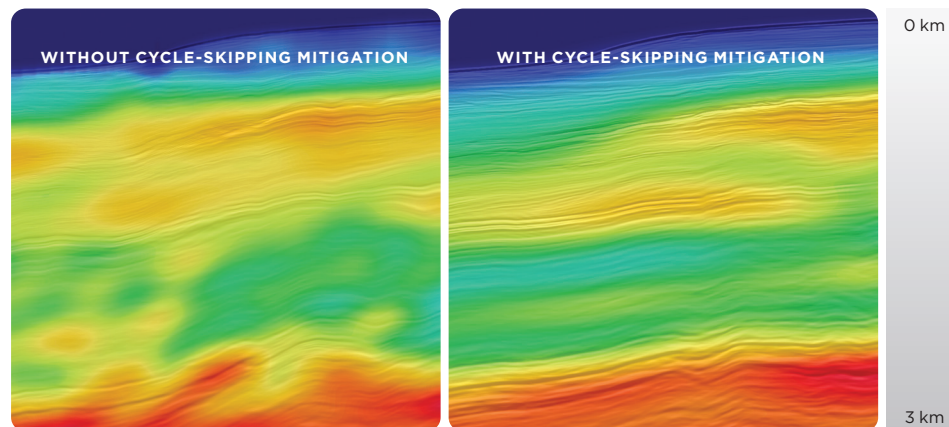 WITHOUT CYCLE-SKIPPING MITIGATION
WITH CYCLE-SKIPPING MITIGATION
0 km
3 km